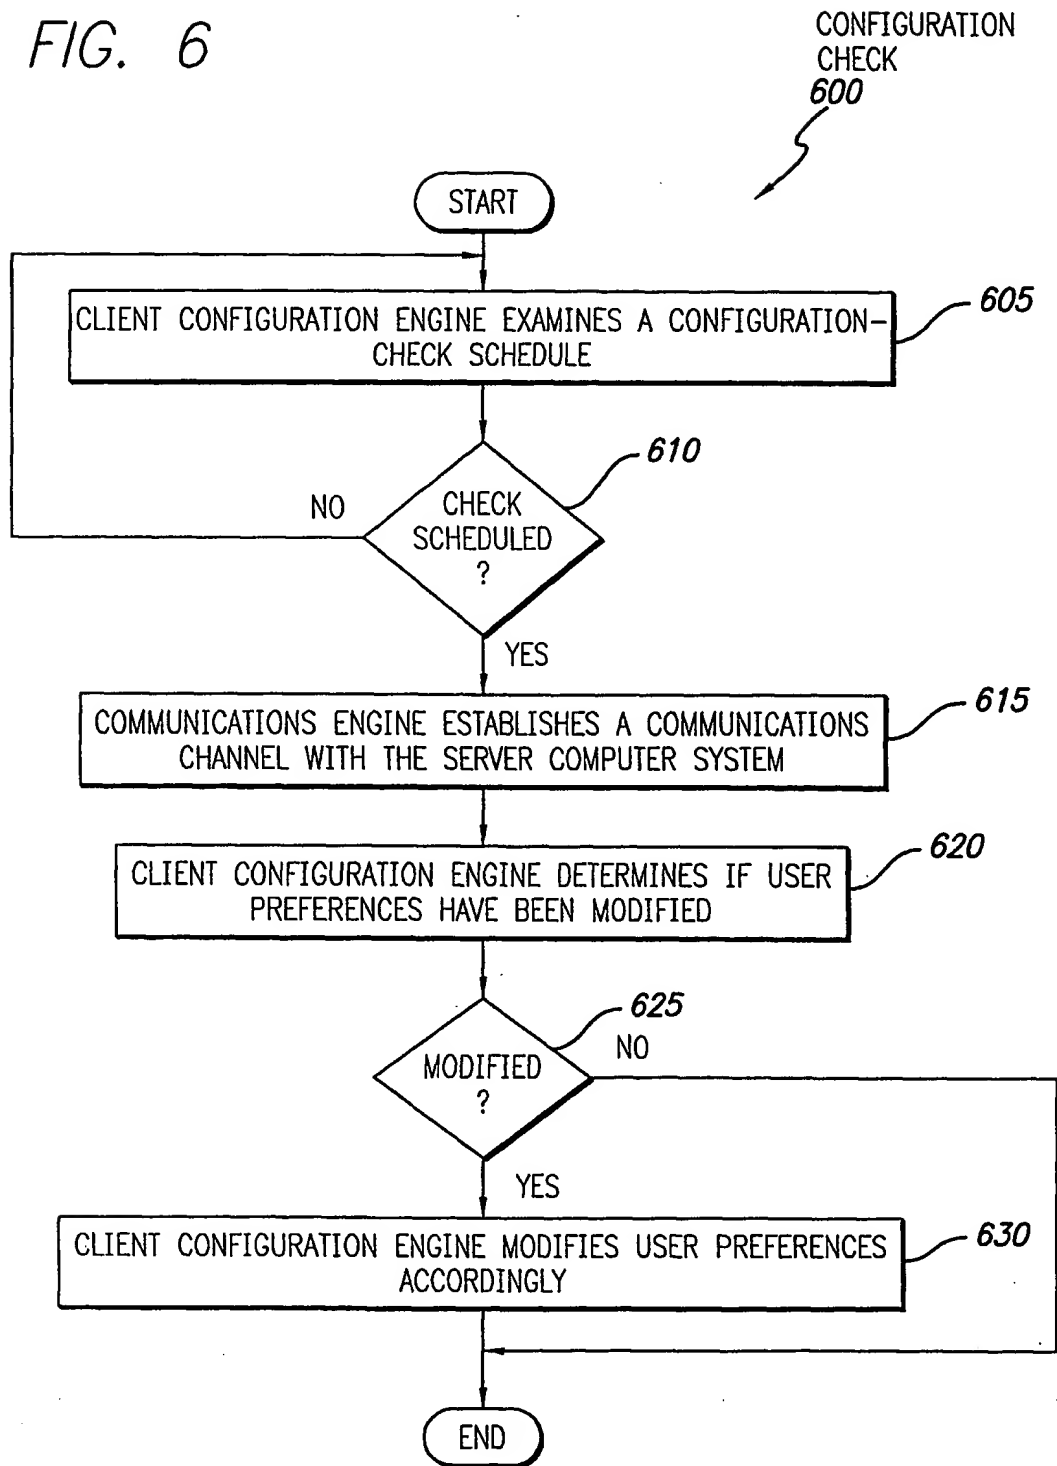 FIG. 6
CONFIGURATION
CHECK
600
START
CLIENT CONFIGURATION ENGINE EXAMINES A CONFIGURATION-
CHECK SCHEDULE
605
610
CHECK
SCHEDULED
?
NO
YES
COMMUNICATIONS ENGINE ESTABLISHES A COMMUNICATIONS
CHANNEL WITH THE SERVER COMPUTER SYSTEM
615
CLIENT CONFIGURATION ENGINE DETERMINES IF USER
PREFERENCES HAVE BEEN MODIFIED
620
625
MODIFIED
?
NO
YES
CLIENT CONFIGURATION ENGINE MODIFIES USER PREFERENCES
ACCORDINGLY
630
END